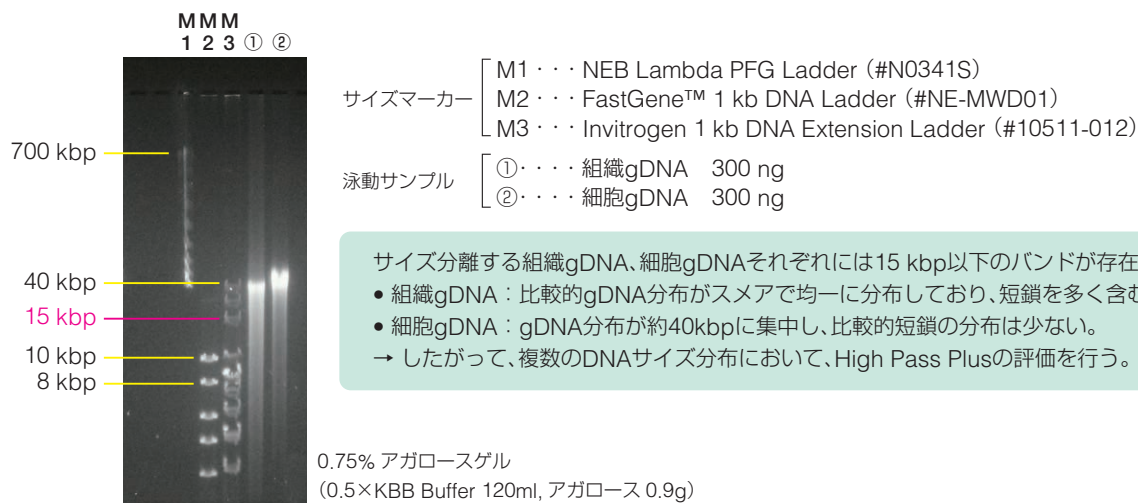 M M M
1 2 3 ① ②
700 kbp
40 kbp
15 kbp
10 kbp
8 kbp
サイズマーカー
M1・・・NEB Lambda PFG Ladder（#N0341S）
M2・・・FastGene™ 1 kb DNA Ladder（#NE-MWD01）
M3・・・Invitrogen 1 kb DNA Extension Ladder（#10511-012）
泳動サンプル
①・・・・組織gDNA 300 ng
②・・・・細胞gDNA 300 ng
サイズ分離する組織gDNA、細胞gDNAそれぞれには15 kbp以下のバンドが存在
● 組織gDNA：比較的gDNA分布がスメアで均一に分布しており、短鎖を多く含む
● 細胞gDNA：gDNA分布が約40kbpに集中し、比較的短鎖の分布は少ない。
→ したがって、複数のDNAサイズ分布において、High Pass Plusの評価を行う。
0.75% アガロースゲル
（0.5×KBB Buffer 120ml, アガロース 0.9g）